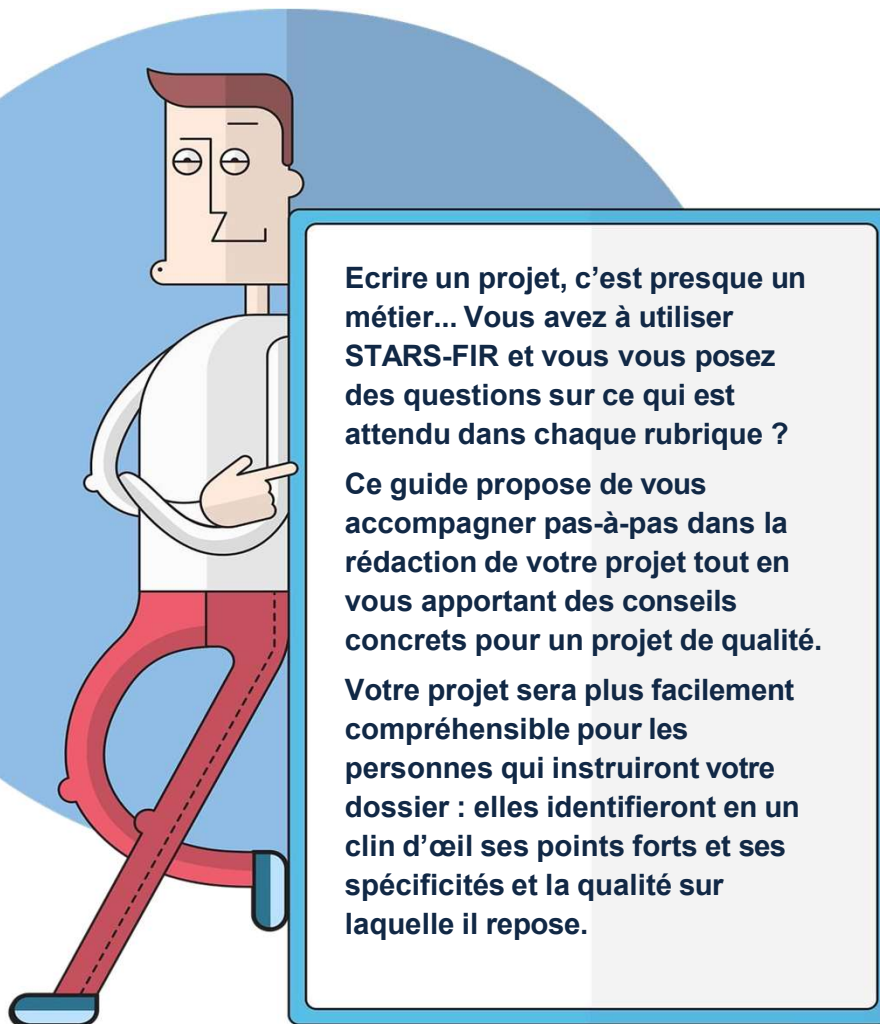 Ecrire un projet, c’est presque un
métier... Vous avez à utiliser
STARS-FIR et vous vous posez
des questions sur ce qui est
attendu dans chaque rubrique ?
Ce guide propose de vous
accompagner pas-à-pas dans la
rédaction de votre projet tout en
vous apportant des conseils
concrets pour un projet de qualité.
Votre projet sera plus facilement
compréhensible pour les
personnes qui instruiront votre
dossier : elles identifieront en un
clin d’œil ses points forts et ses
spécificités et la qualité sur
laquelle il repose.